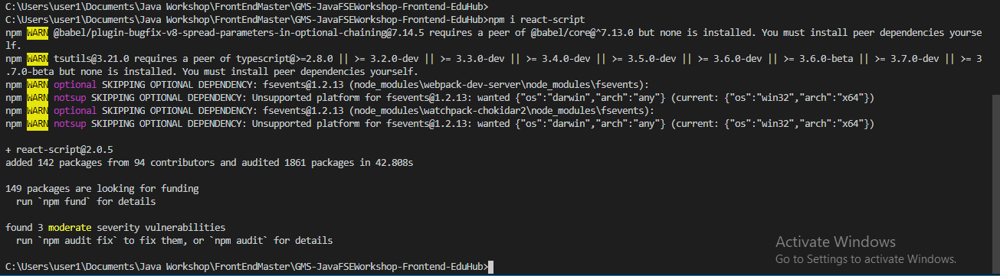 C:\Users\user1\Documents\Java Workshop\FrontEndMaster\GMS-JavaFSEWorkshop-Frontend-EduHub>
C:\Users\user1\Documents\Java Workshop\FrontEndMaster\GMS-JavaFSEWorkshop-Frontend-EduHub>npm i react-script
npm WARN @babel/plugin-bugfix-v8-spread-parameters-in-optional-chaining@7.14.5 requires a peer of @babel/core@^7.13.0 but none is installed. You must install peer dependencies yourse
lf.
npm WARN tsutils@3.21.0 requires a peer of typescript@>=2.8.0 || >= 3.2.0-dev || >= 3.3.0-dev || >= 3.4.0-dev || >= 3.5.0-dev || >= 3.6.0-dev || >= 3.6.0-beta || >= 3.7.0-dev || >= 3
.7.0-beta but none is installed. You must install peer dependencies yourself.
npm WARN optional SKIPPING OPTIONAL DEPENDENCY: fsevents@1.2.13 (node_modules\webpack-dev-server\node_modules\fsevents):
npm WARN notsup SKIPPING OPTIONAL DEPENDENCY: Unsupported platform for fsevents@1.2.13: wanted {"os":"darwin","arch":"any"} (current: {"os":"win32","arch":"x64"})
npm WARN optional SKIPPING OPTIONAL DEPENDENCY: fsevents@1.2.13 (node_modules\watchpack-chokidar2\node_modules\fsevents):
npm WARN notsup SKIPPING OPTIONAL DEPENDENCY: Unsupported platform for fsevents@1.2.13: wanted {"os":"darwin","arch":"any"} (current: {"os":"win32","arch":"x64"})
+ react-script@2.0.5
added 142 packages from 94 contributors and audited 1861 packages in 42.808s
149 packages are looking for funding
run `npm fund` for details
found 3 moderate severity vulnerabilities
run `npm audit fix` to fix them, or `npm audit` for details
Activate Windows
Go to Settings to activate Windows.
C:\Users\user1\Documents\Java Workshop\FrontEndMaster\GMS-JavaFSEWorkshop-Frontend-EduHub>